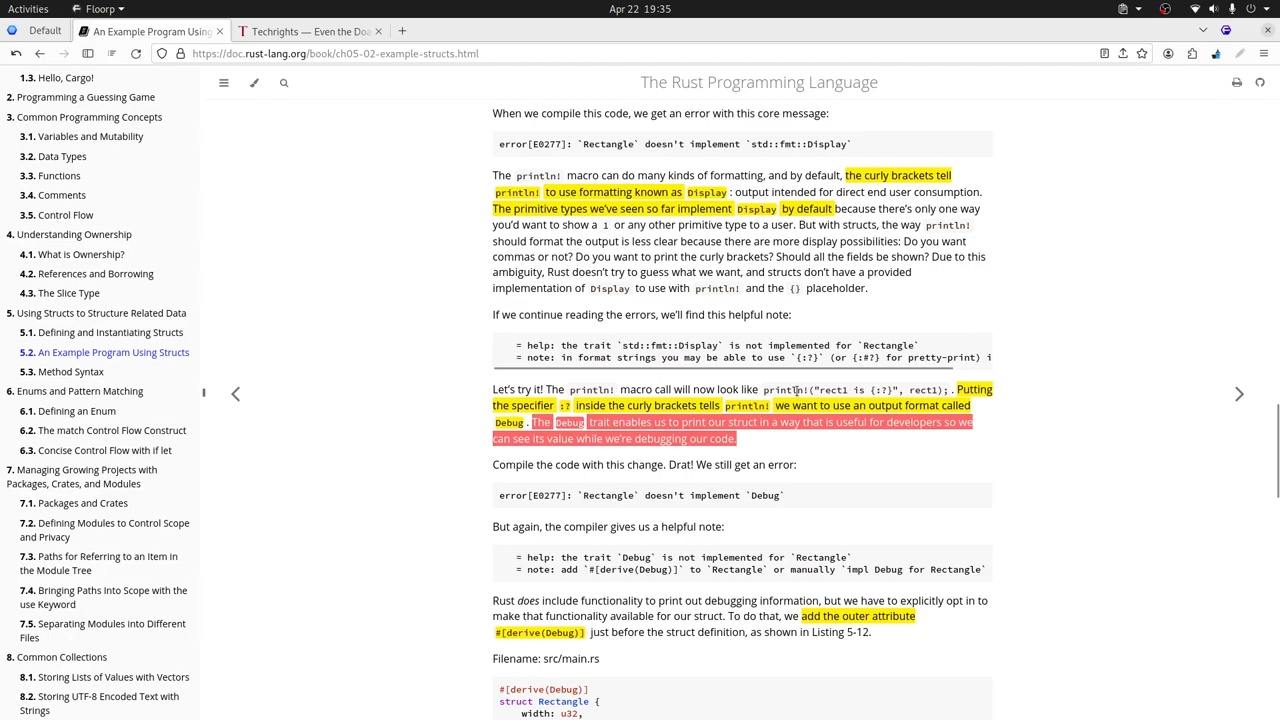 Activities
Floorp
Apr 22 19:35
Default
An Example Program Using
Techrights — Even the Doa
https://doc.rust-lang.org/book/ch05-02-example-structs.html
1.3. Hello, Cargo!
2. Programming a Guessing Game
3. Common Programming Concepts
3.1. Variables and Mutability
3.2. Data Types
3.3. Functions
3.4. Comments
3.5. Control Flow
4. Understanding Ownership
4.1. What is Ownership?
4.2. References and Borrowing
4.3. The Slice Type
5. Using Structs to Structure Related Data
5.1. Defining and Instantiating Structs
5.2. An Example Program Using Structs
5.3. Method Syntax
6. Enums and Pattern Matching
6.1. Defining an Enum
6.2. The match Control Flow Construct
6.3. Concise Control Flow with if let
7. Managing Growing Projects with
Packages, Crates, and Modules
7.1. Packages and Crates
7.2. Defining Modules to Control Scope
and Privacy
7.3. Paths for Referring to an Item in
the Module Tree
7.4. Bringing Paths Into Scope with the
use Keyword
7.5. Separating Modules into Different
Files
8. Common Collections
8.1. Storing Lists of Values with Vectors
8.2. Storing UTF-8 Encoded Text with
Strings
The Rust Programming Language
When we compile this code, we get an error with this core message:
error[E0277]: `Rectangle` doesn't implement `std::fmt::Display`
The println! macro can do many kinds of formatting, and by default, the curly brackets tell
println! to use formatting known as Display : output intended for direct end user consumption.
The primitive types we’ve seen so far implement Display by default because there’s only one way
you’d want to show a 1 or any other primitive type to a user. But with structs, the way println!
should format the output is less clear because there are more display possibilities: Do you want
commas or not? Do you want to print the curly brackets? Should all the fields be shown? Due to this
ambiguity, Rust doesn’t try to guess what we want, and structs don’t have a provided
implementation of Display to use with println! and the {} placeholder.
If we continue reading the errors, we’ll find this helpful note:
= help: the trait `std::fmt::Display` is not implemented for `Rectangle`
= note: in format strings you may be able to use `{:?}` (or {:#?} for pretty-print) i
Let’s try it! The println! macro call will now look like println!("rect1 is {:?}", rect1); . Putting
the specifier :? inside the curly brackets tells println! we want to use an output format called
Debug . The Debug trait enables us to print our struct in a way that is useful for developers so we
can see its value while we’re debugging our code.
Compile the code with this change. Drat! We still get an error:
error[E0277]: `Rectangle` doesn't implement `Debug`
But again, the compiler gives us a helpful note:
= help: the trait `Debug` is not implemented for `Rectangle`
= note: add `#[derive(Debug)]` to `Rectangle` or manually `impl Debug for Rectangle`
Rust does include functionality to print out debugging information, but we have to explicitly opt in to
make that functionality available for our struct. To do that, we add the outer attribute
#[derive(Debug)] just before the struct definition, as shown in Listing 5-12.
Filename: src/main.rs
#[derive(Debug)]
struct Rectangle {
width: u32,